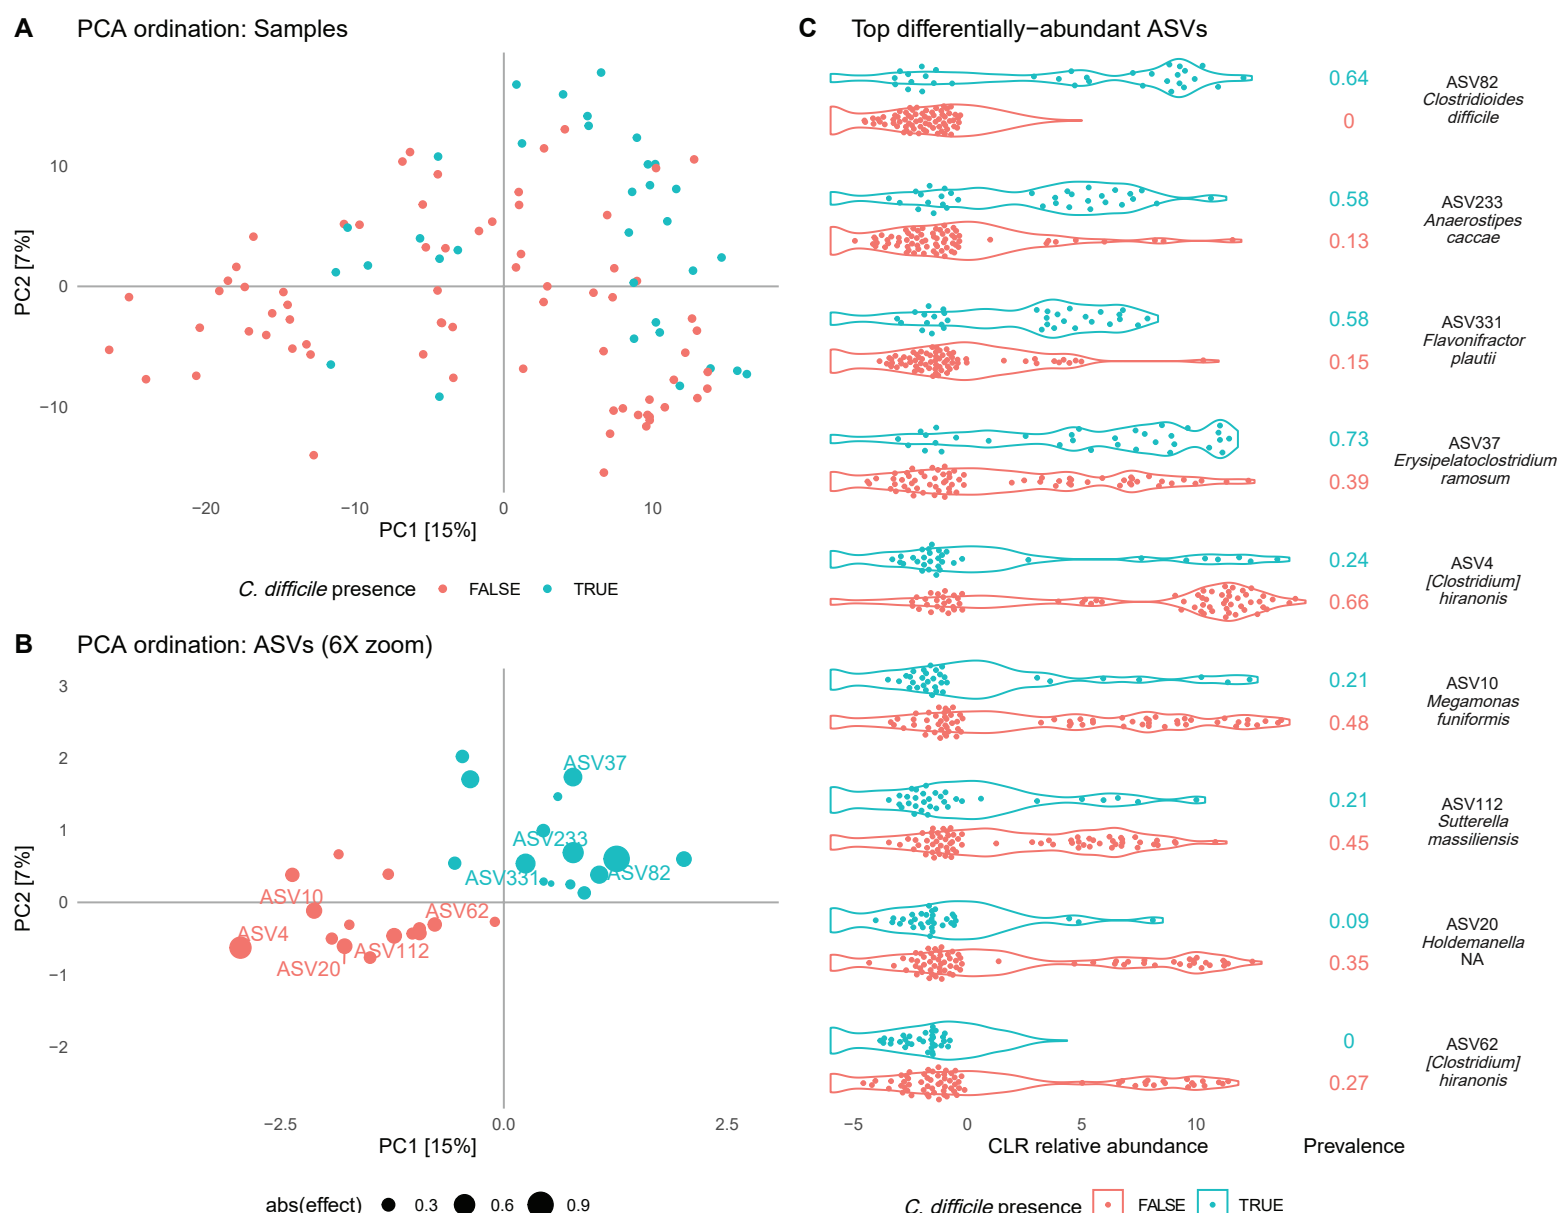 A PCA ordination: Samples
PC2 [7%]
10
0
−10
−20 −10 0 10
PC1 [15%]
C. difficile presence FALSE TRUE
B PCA ordination: ASVs (6X zoom)
PC2 [7%]
3
2
1
0
−1
−2
ASV37
ASV233
ASV331
ASV82
ASV10
ASV62
ASV4
ASV112
ASV20
−2.5 0.0 2.5
PC1 [15%]
abs(effect) 0.3 0.6 0.9
C Top differentially−abundant ASVs
0.64
0
ASV82
Clostridioides
difficile
0.58
0.13
ASV233
Anaerostipes
caccae
0.58
0.15
ASV331
Flavonifractor
plautii
0.73
0.39
ASV37
Erysipelatoclostridium
ramosum
0.24
0.66
ASV4
[Clostridium]
hiranonis
0.21
0.48
ASV10
Megamonas
funiformis
0.21
0.45
ASV112
Sutterella
massiliensis
0.09
0.35
ASV20
Holdemanella
NA
0
0.27
ASV62
[Clostridium]
hiranonis
−5 0 5 10
CLR relative abundance Prevalence
C. difficile presence FALSE TRUE